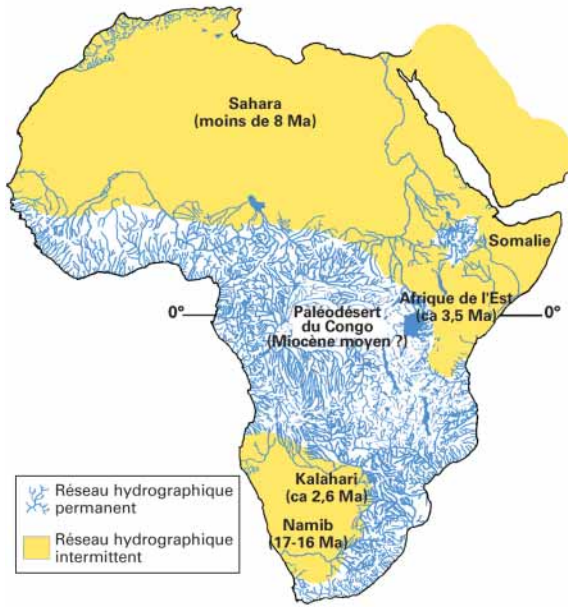 Sahara
(moins de 8 Ma)
Somalie
Afrique de l'Est
(ca 3,5 Ma)
0°
Paléodésert
du Congo
(Miocène moyen ?)
0°
Kalahari
(ca 2,6 Ma)
Namib
(17-16 Ma)
Réseau hydrographique
permanent
Réseau hydrographique
intermittent